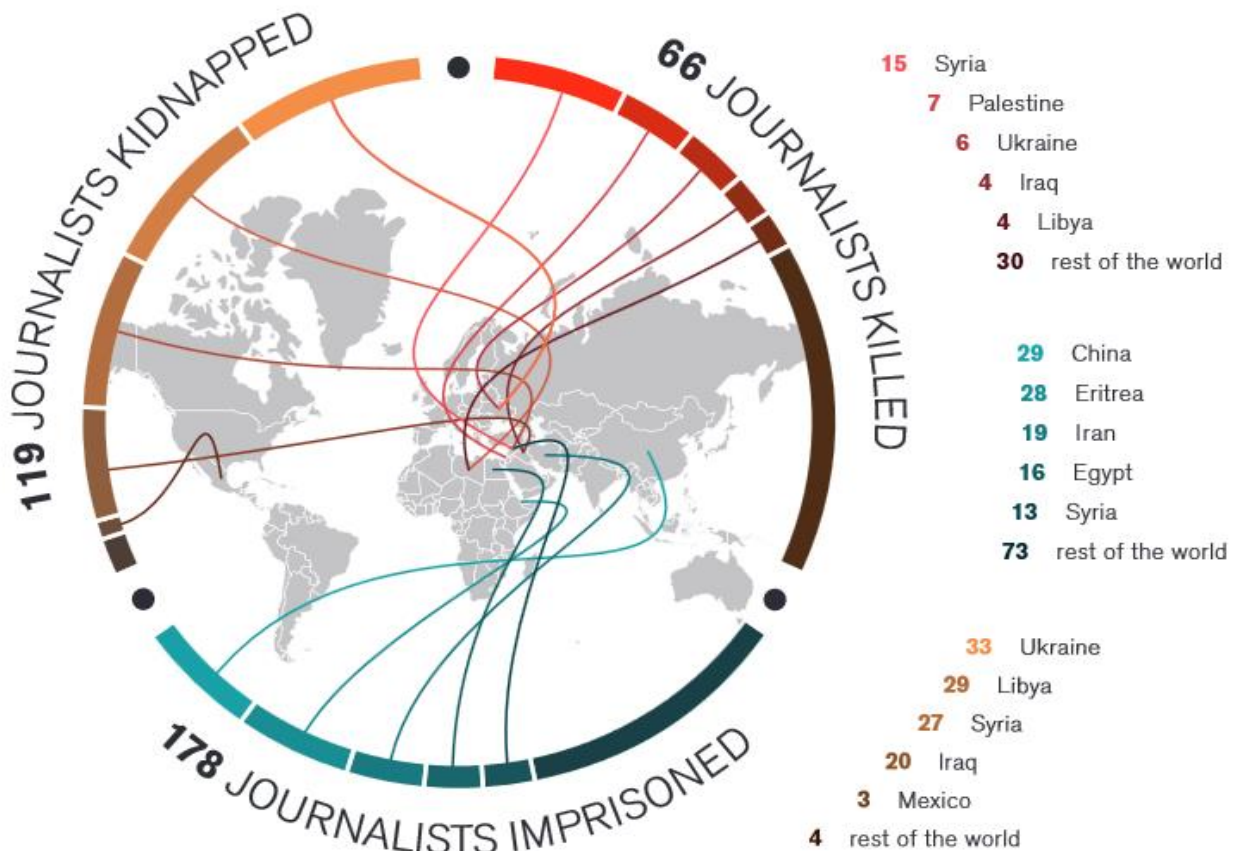 119 JOURNALISTS KIDNAPPED
66 JOURNALISTS KILLED
178 JOURNALISTS IMPRISONED
15 Syria
7 Palestine
6 Ukraine
4 Iraq
4 Libya
30 rest of the world
29 China
28 Eritrea
19 Iran
16 Egypt
13 Syria
73 rest of the world
33 Ukraine
29 Libya
27 Syria
20 Iraq
3 Mexico
4 rest of the world